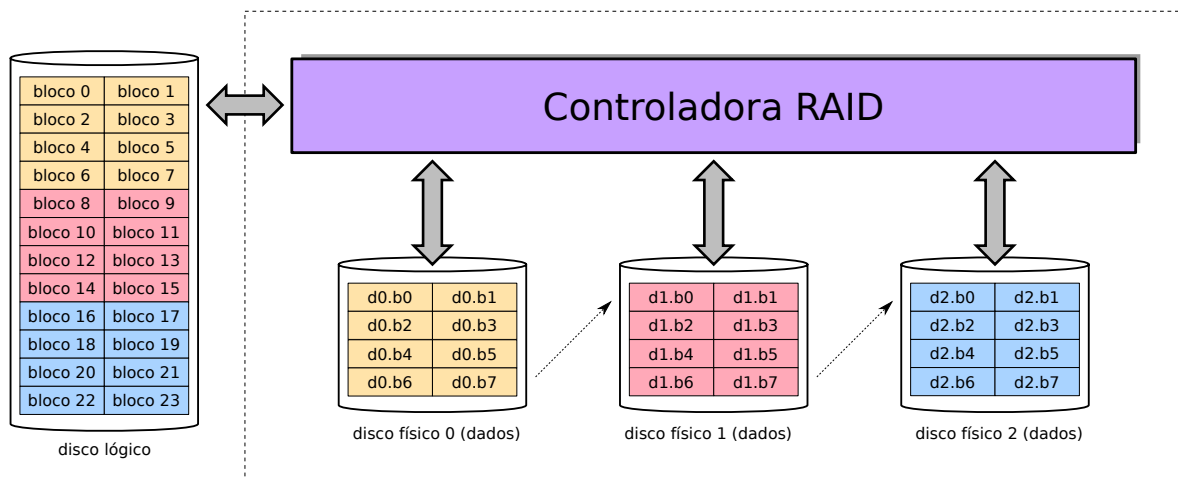 Controladora RAID
bloco 0 bloco 1
bloco 2 bloco 3
bloco 4 bloco 5
bloco 6 bloco 7
bloco 8 bloco 9
bloco 10 bloco 11
bloco 12 bloco 13
bloco 14 bloco 15
bloco 16 bloco 17
bloco 18 bloco 19
bloco 20 bloco 21
bloco 22 bloco 23
disco lógico
d0.b0 d0.b1
d0.b2 d0.b3
d0.b4 d0.b5
d0.b6 d0.b7
disco físico 0 (dados)
d1.b0 d1.b1
d1.b2 d1.b3
d1.b4 d1.b5
d1.b6 d1.b7
disco físico 1 (dados)
d2.b0 d2.b1
d2.b2 d2.b3
d2.b4 d2.b5
d2.b6 d2.b7
disco físico 2 (dados)